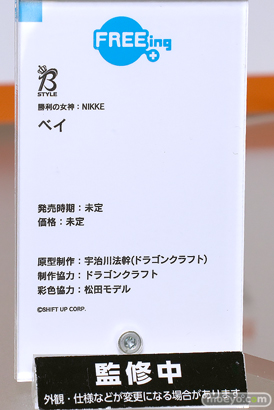 FREEing
B
STYLE
勝利の女神：NIKKE
ベイ
発売時期：未定
価格：未定
原型制作：宇治川法幹(ドラゴンクラフト)
制作協力：ドラゴンクラフト
彩色協力：松田モデル
©SHIFT UP CORP.
監修中
外観・仕様などが変更になる場合があります
moeyo.com